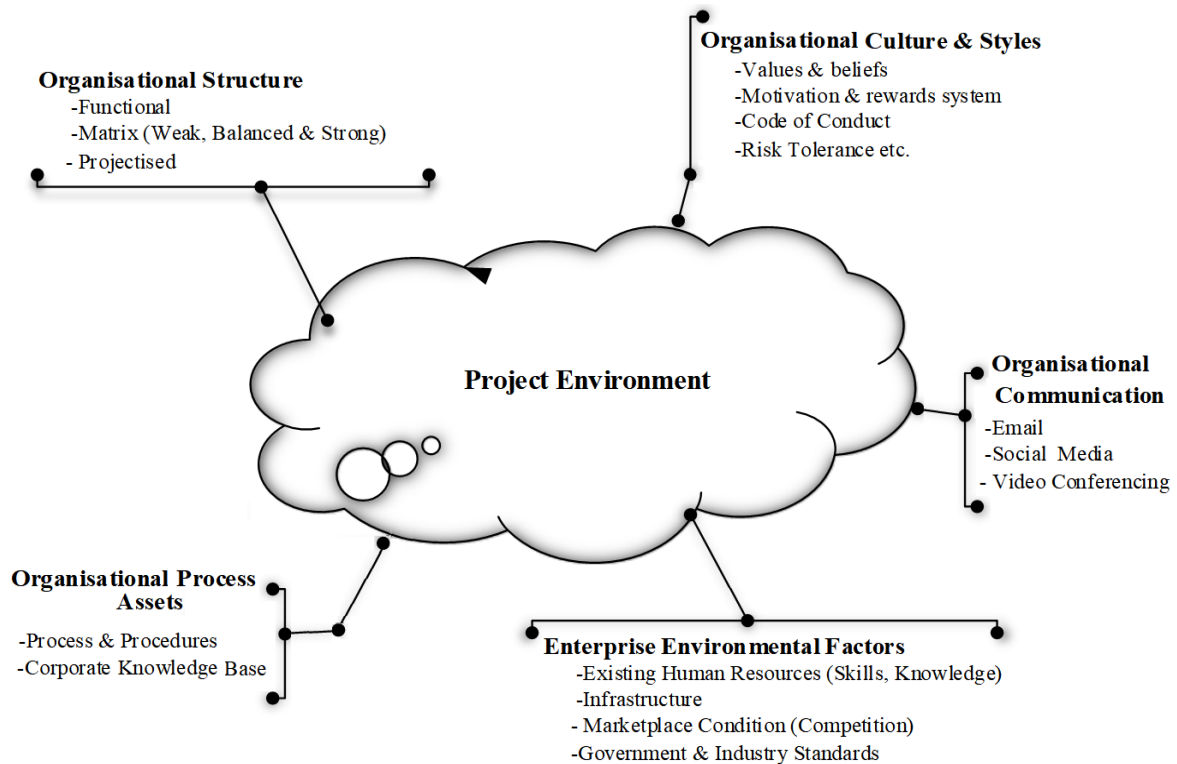 Organisational Culture & Styles
-Values & beliefs
-Motivation & rewards system
-Code of Conduct
-Risk Tolerance etc.
Organisational Structure
-Functional
-Matrix (Weak, Balanced & Strong)
- Projectised
Project Environment
Organisational
Communication
-Email
-Social Media
- Video Conferencing
Organisational Process
Assets
-Process & Procedures
-Corporate Knowledge Base
Enterprise Environmental Factors
-Existing Human Resources (Skills, Knowledge)
-Infrastructure
- Marketplace Condition (Competition)
-Government & Industry Standards